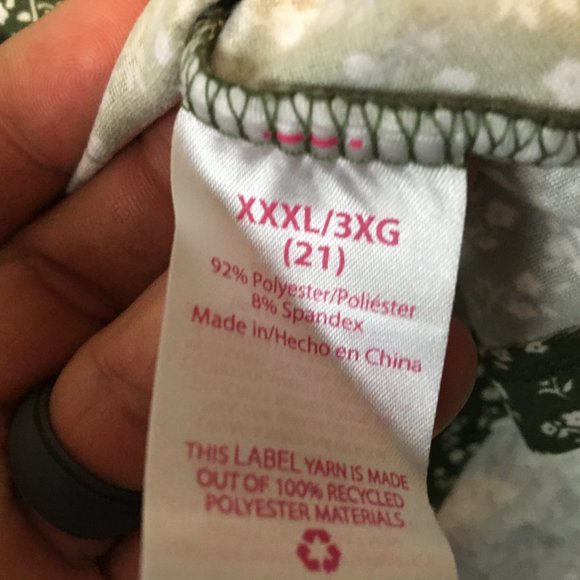 XXXL/3XG
(21)
92% Polyester/Poliéster
8% Spandex
Made in/Hecho en China
THIS LABEL YARN IS MADE
OUT OF 100% RECYCLED
POLYESTER MATERIALS